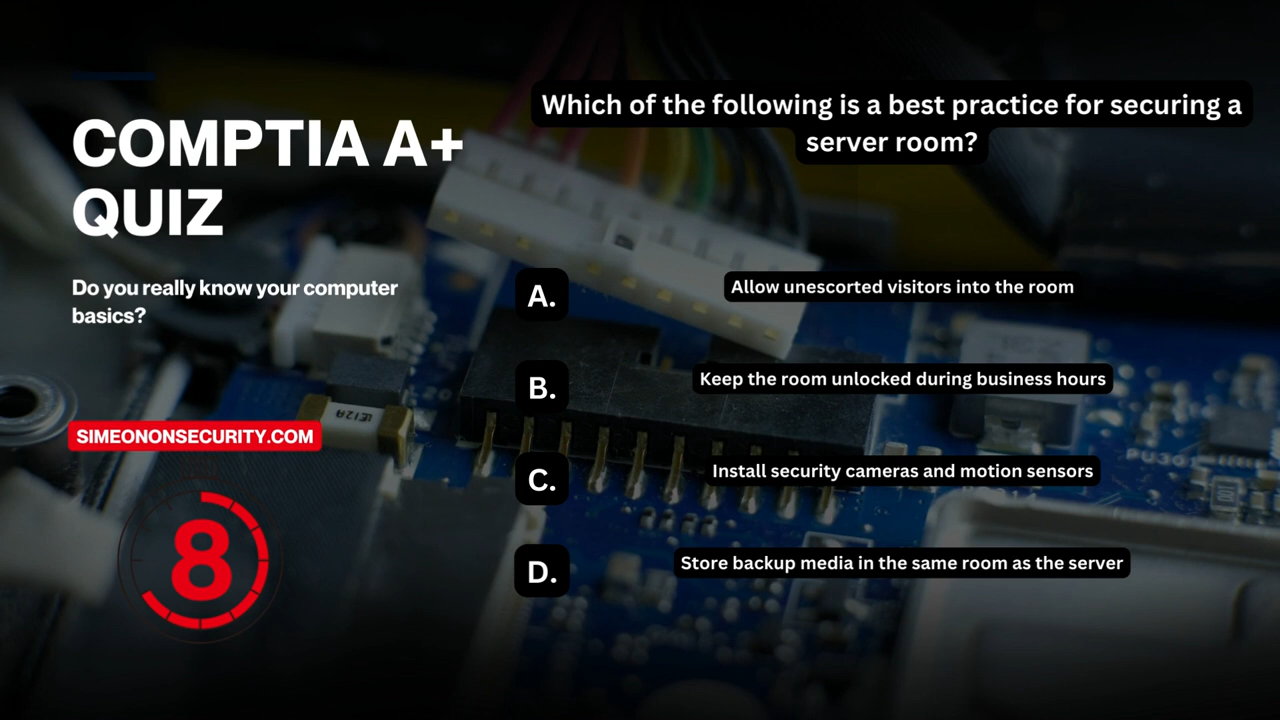 COMPTIA A+
QUIZ
Do you really know your computer
basics?
SIMEONONSECURITY.COM
8
Which of the following is a best practice for securing a
server room?
A.
Allow unescorted visitors into the room
B.
Keep the room unlocked during business hours
C.
Install security cameras and motion sensors
D.
Store backup media in the same room as the server